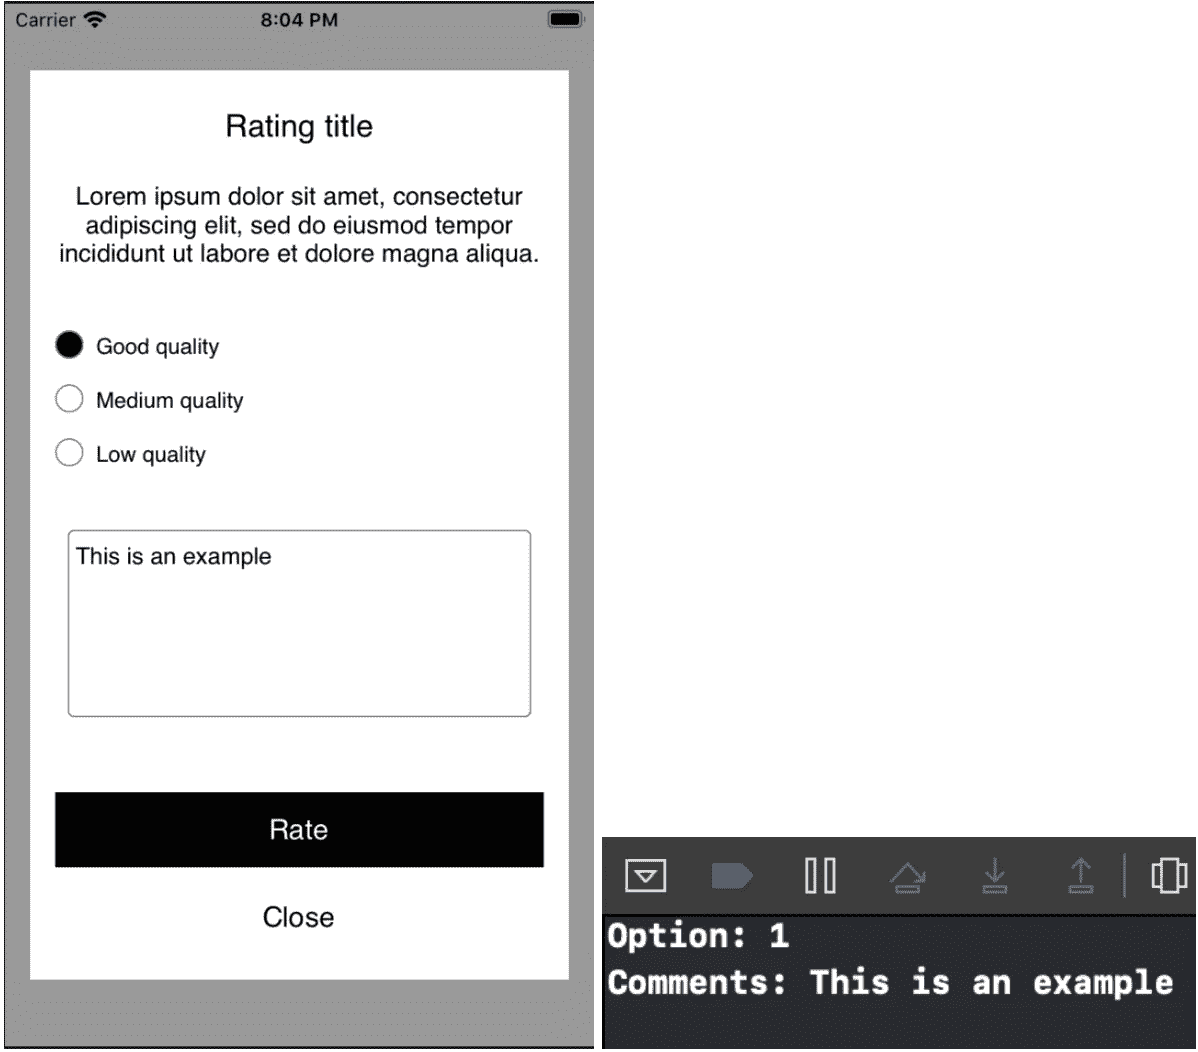 Carrier 8:04 PM
Rating title
Lorem ipsum dolor sit amet, consectetur
adipiscing elit, sed do eiusmod tempor
incididunt ut labore et dolore magna aliqua.
Good quality
Medium quality
Low quality
This is an example
Rate
Close
Option: 1
Comments: This is an example